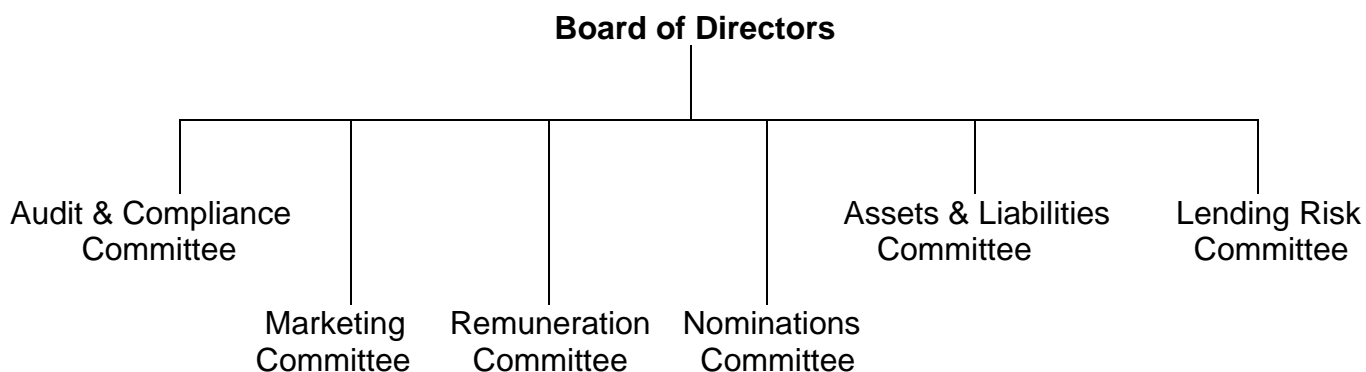 Board of Directors
Audit & Compliance
Committee
Assets & Liabilities
Committee
Lending Risk
Committee
Marketing
Committee
Remuneration
Committee
Nominations
Committee